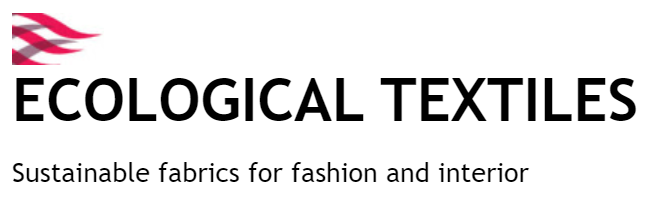 ECOLOGICAL TEXTILES
Sustainable fabrics for fashion and interior